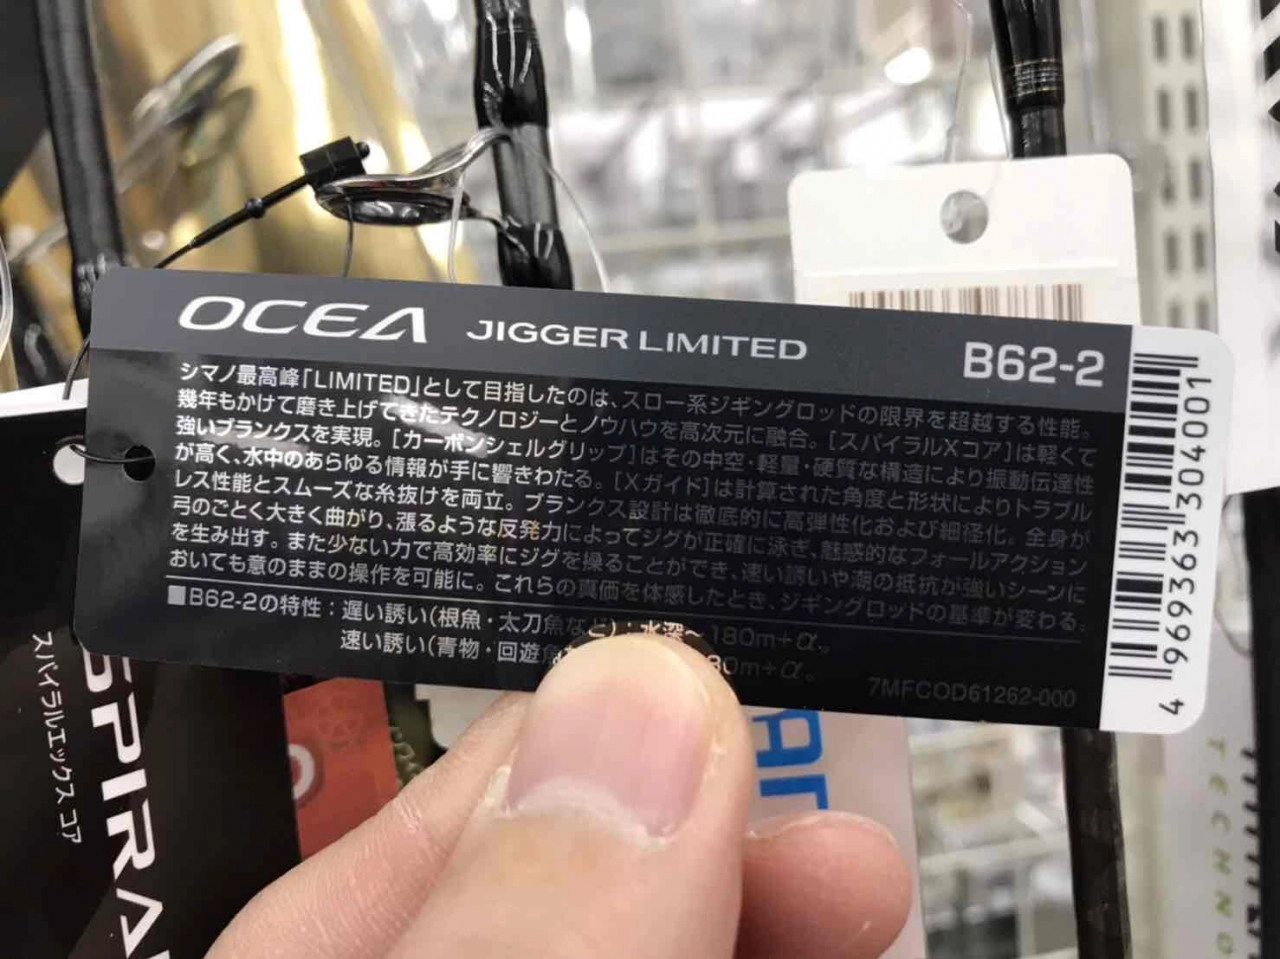 OCEA JIGGER LIMITED B62-2
シマノ最高峰「LIMITED」として目指したのは、スロー系ジギングロッドの限界を超越する性能。
幾年もかけて磨き上げてきたテクノロジーとノウハウを高次元に融合。[スパイラルXコア]は軽くて
強いブランクスを実現。[カーボンシェルグリップ]はその中空・軽量・硬質な構造により振動伝達性
が高く、水中のあらゆる情報が手に響きわたる。[Xガイド]は計算された角度と形状によりトラブル
レス性能とスムーズな糸抜けを両立。ブランクス設計は徹底的に高弾性化および細径化。全身が
弓のごとく大きく曲がり、漲るような反発力によってジグが正確に泳ぎ、魅惑的なフォールアクション
を生み出す。また少ない力で高効率にジグを操ることができ、速い誘いや潮の抵抗が強いシーンに
おいても意のままの操作を可能に。これらの真価を体感したとき、ジギングロッドの基準が変わる。
■B62-2の特性：遅い誘い(根魚・太刀魚など)：水深〜180m+α。
速い誘い(青物・回遊
80m+α。
7MFCOD61262-000
4 969363 304001
スパイラルエックス コア
SPIRA
TECHNO